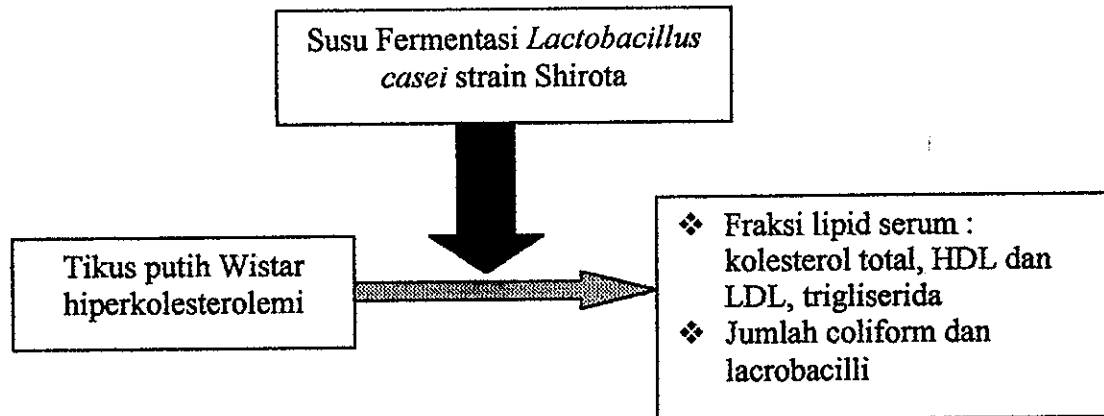 Susu Fermentasi Lactobacillus
casei strain Shirota
Tikus putih Wistar
hiperkolesterolemi
❖ Fraksi lipid serum :
kolesterol total, HDL dan
LDL, trigliserida
❖ Jumlah coliform dan
lacrobacilli